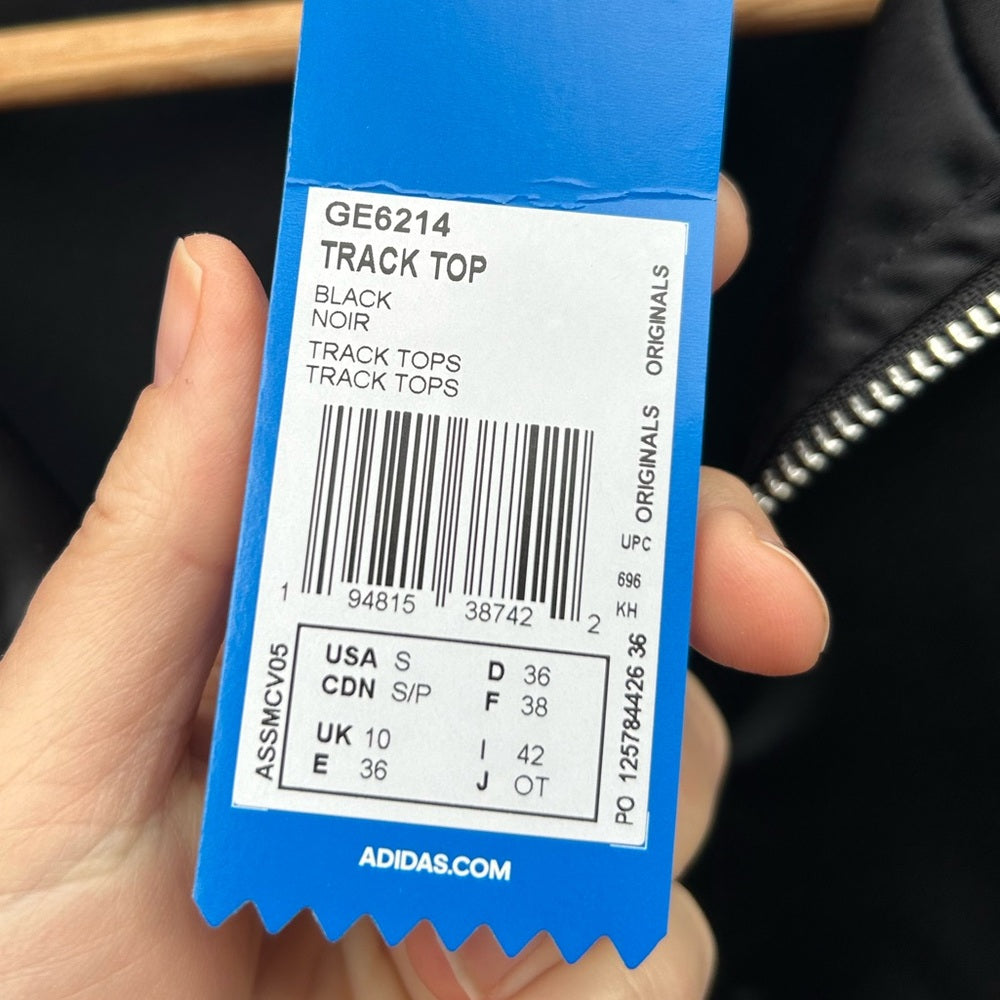 GE6214
TRACK TOP
BLACK
NOIR
TRACK TOPS
TRACK TOPS
ORIGINALS ORIGINALS
UPC
696
KH
1 94815 38742 2
ASSMCV05
USA S D 36
CDN S/P F 38
UK 10 I 42
E 36 J OT
PO 125784426 36
ADIDAS.COM